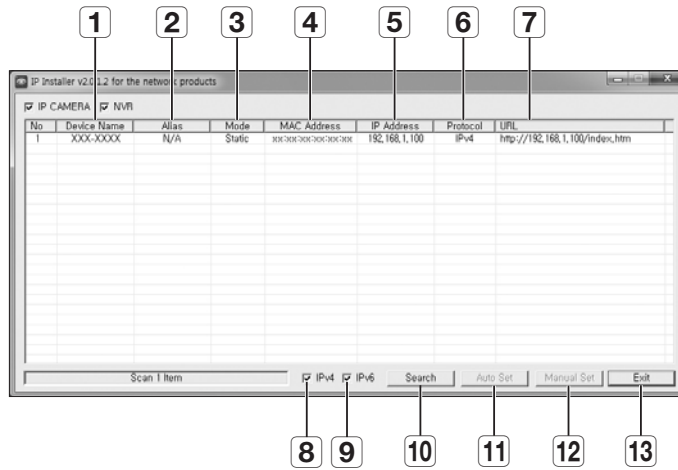 1 2 3 4 5 6 7
IP Installer v2.0.1.2 for the network products
IP CAMERA NVR
No Device Name Alias Mode MAC Address IP Address Protocol URL
1 XXX-XXXX N/A Static xx:xx:xx:xx:xx:xx 192,168,1,100 IPv4 http://192,168,1,100/index,htm
Scan 1 Item IPv4 IPv6 Search Auto Set Manual Set Exit
8 9 10 11 12 13